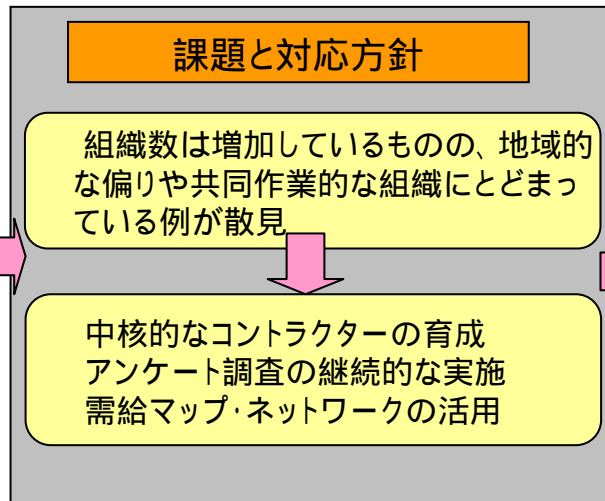 課題と対応方針
組織数は増加しているものの、地域的
な偏りや共同作業的な組織にとどまっ
ている例が散見
中核的なコントラクターの育成
アンケート調査の継続的な実施
需給マップ・ネットワークの活用